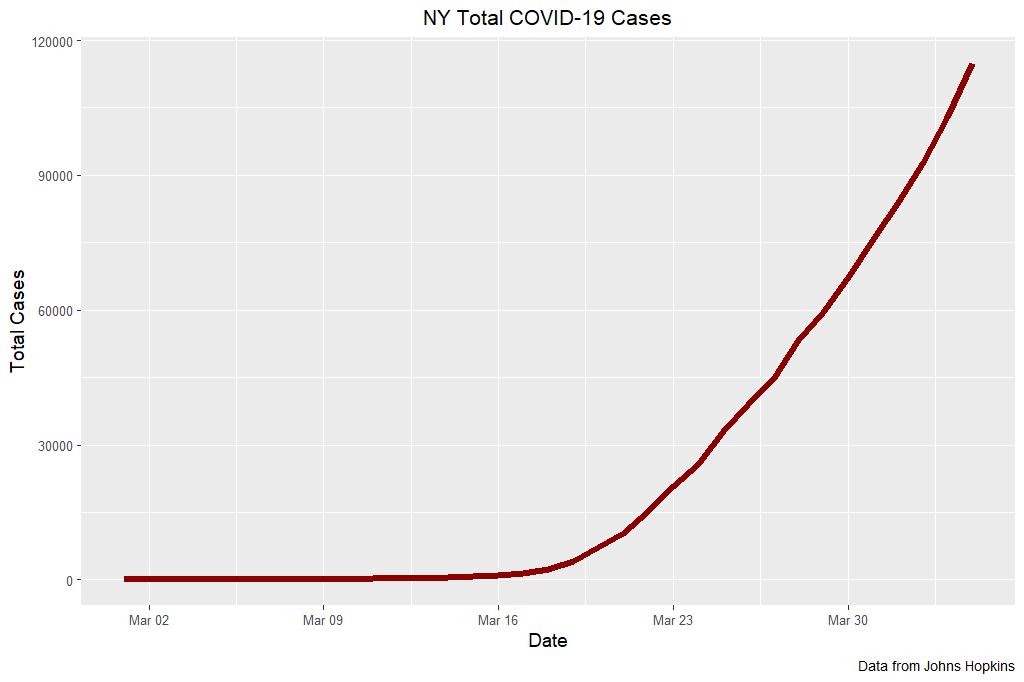 NY Total COVID-19 Cases
120000
90000
60000
30000
0
Total Cases
Mar 02 Mar 09 Mar 16 Mar 23 Mar 30
Date
Data from Johns Hopkins